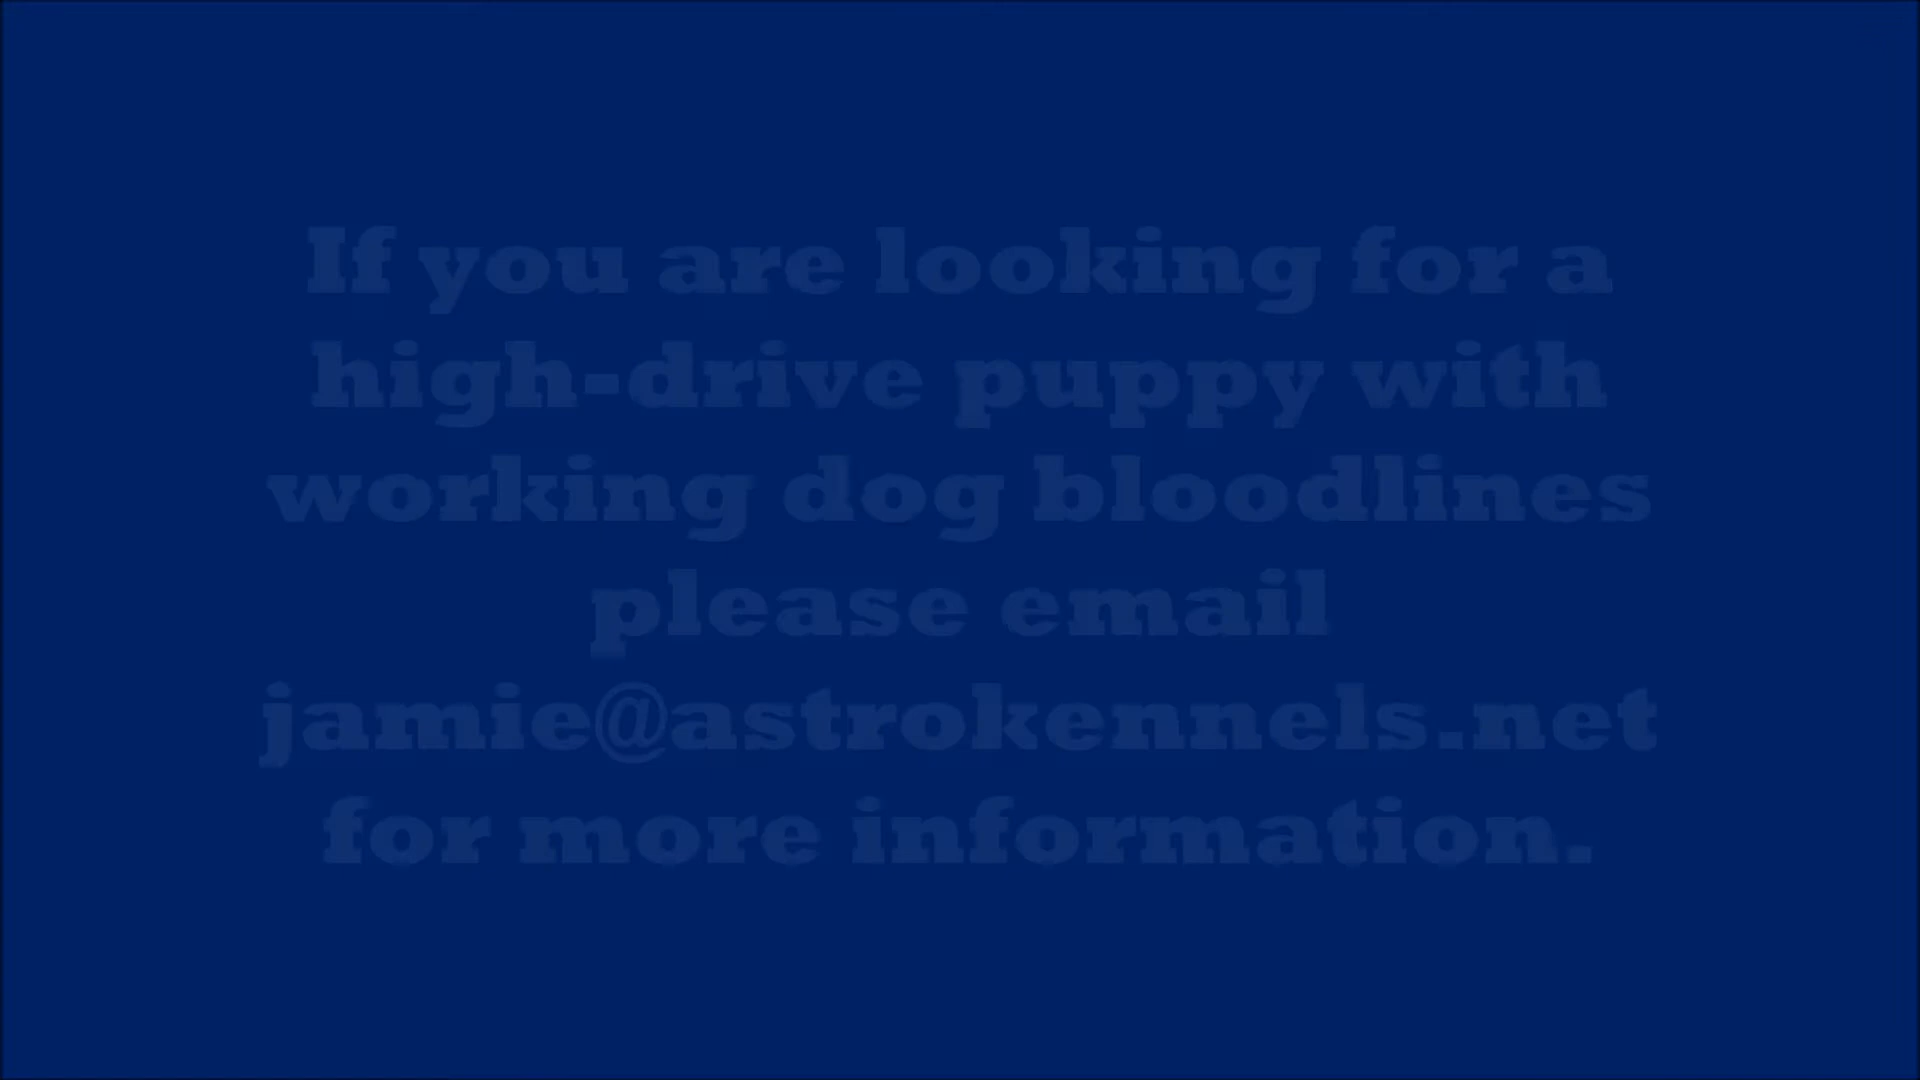 If you are looking for a
high-drive puppy with
working dog bloodlines
please email
jamie@astrokennels.net
for more information.